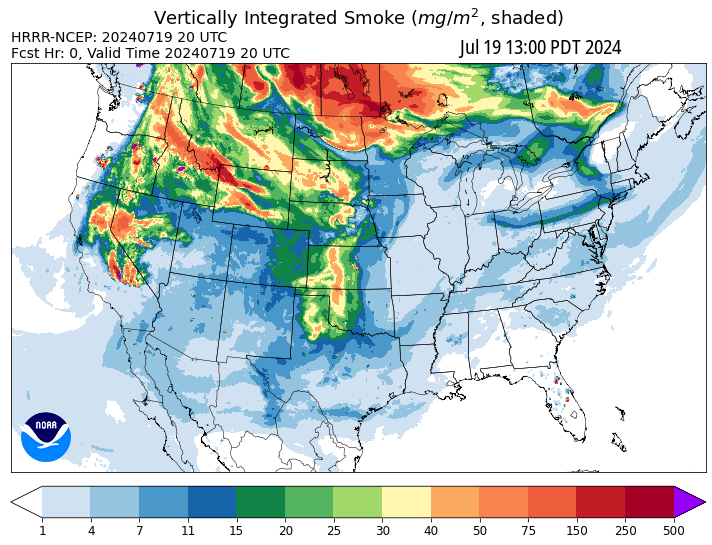 Vertically Integrated Smoke (mg/m², shaded)
HRRR-NCEP: 20240719 20 UTC
Fcst Hr: 0, Valid Time 20240719 20 UTC
Jul 19 13:00 PDT 2024
NOAA
1 4 7 11 15 20 25 30 40 50 75 150 250 500